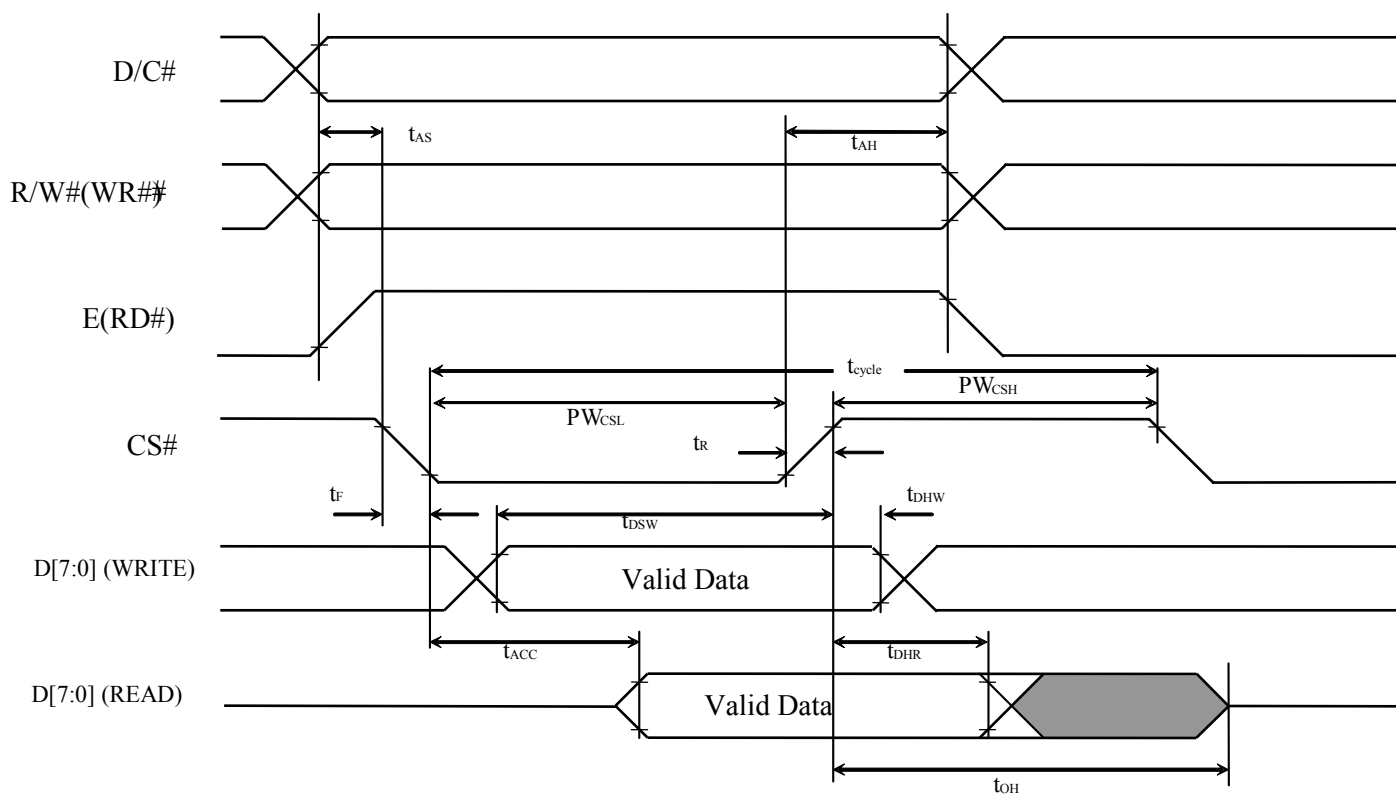 D/C#
tAS
tAH
R/W#(WR##)
E(RD#)
tcycle
PWCSH
PWCSL
CS#
tR
tF
tDHW
tDSW
D[7:0] (WRITE)
Valid Data
tACC
tDHR
D[7:0] (READ)
Valid Data
tOH